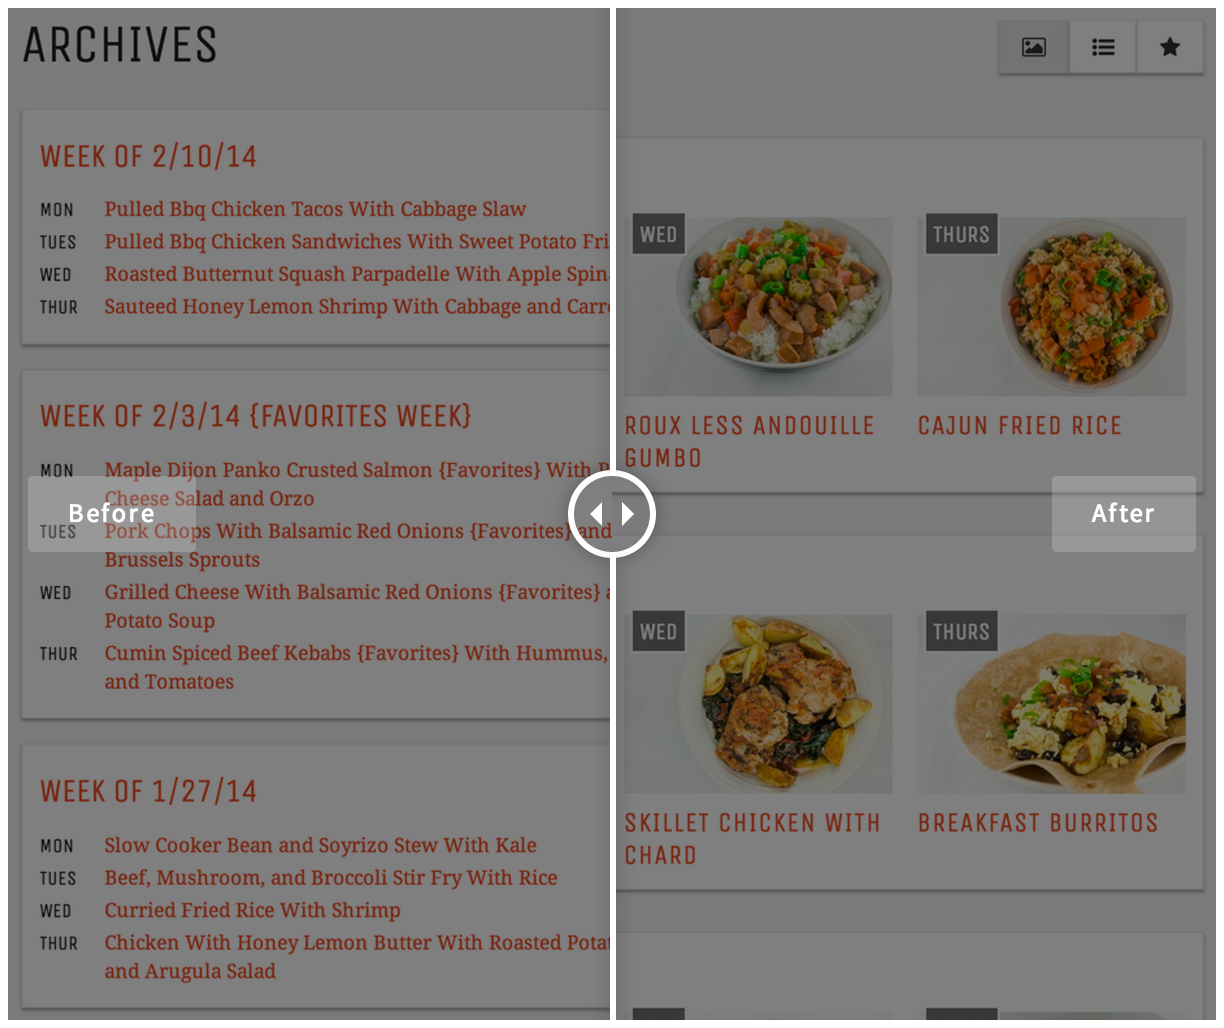 ARCHIVES
WEEK OF 2/10/14
MON Pulled Bbq Chicken Tacos With Cabbage Slaw
TUES Pulled Bbq Chicken Sandwiches With Sweet Potato Fri
WED Roasted Butternut Squash Parpadelle With Apple Spin
THUR Sauteed Honey Lemon Shrimp With Cabbage and Carr
WEEK OF 2/3/14 {FAVORITES WEEK}
MON Maple Dijon Panko Crusted Salmon {Favorites} With
Cheese Salad and Orzo
TUES Pork Chops With Balsamic Red Onions {Favorites} and
Brussels Sprouts
WED Grilled Cheese With Balsamic Red Onions {Favorites}
Potato Soup
THUR Cumin Spiced Beef Kebabs {Favorites} With Hummus,
and Tomatoes
WEEK OF 1/27/14
MON Slow Cooker Bean and Soyrizo Stew With Kale
TUES Beef, Mushroom, and Broccoli Stir Fry With Rice
WED Curried Fried Rice With Shrimp
THUR Chicken With Honey Lemon Butter With Roasted Pota
and Arugula Salad
Before
WED
ROUX LESS ANDOUILLE
GUMBO
THURS
CAJUN FRIED RICE
After
WED
SKILLET CHICKEN WITH
CHARD
THURS
BREAKFAST BURRITOS